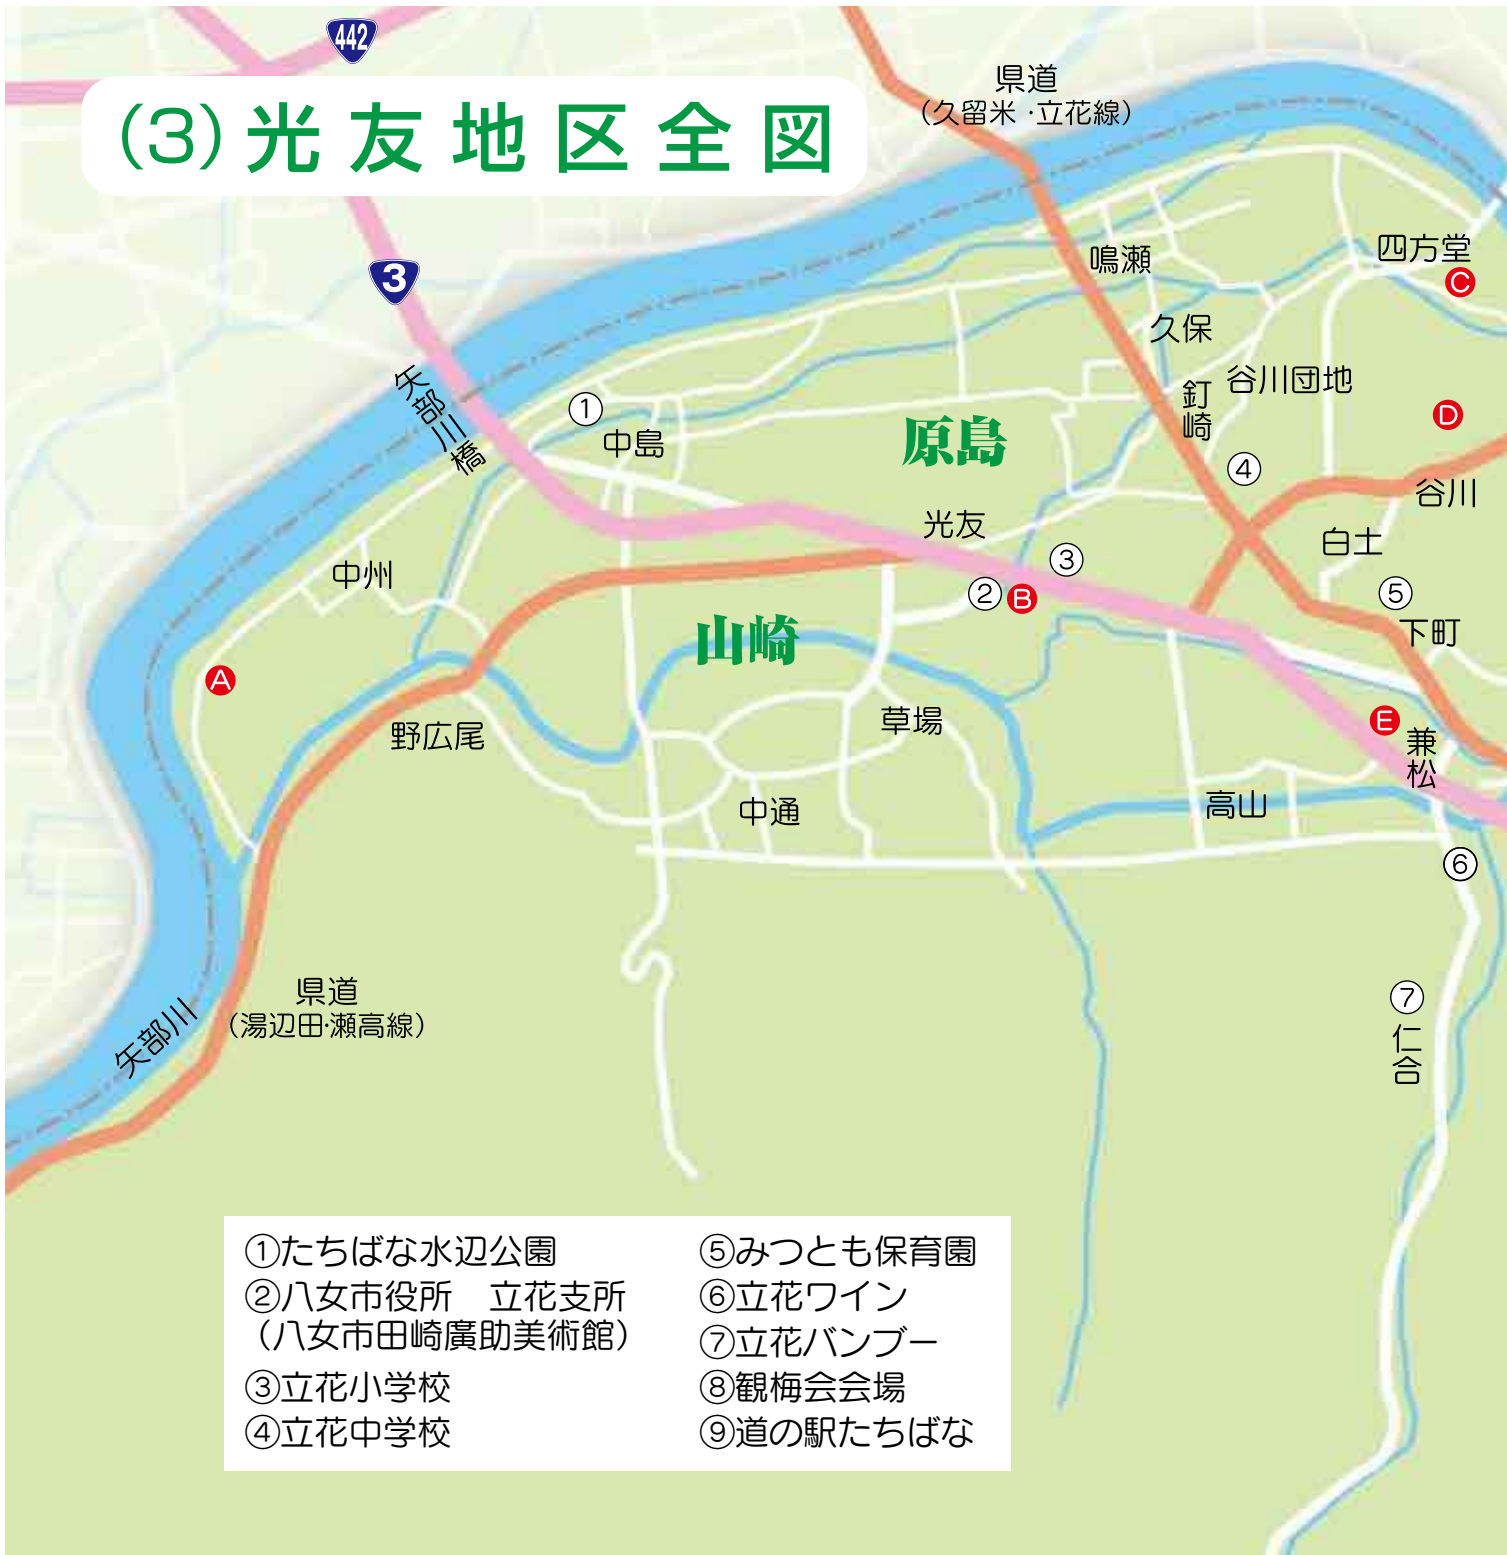 442
(3)光友地区全図
県道
（久留米・立花線）
3
四方堂
C
鳴瀬
久保
矢部川橋
釘崎
谷川団地
①
中島
D
原島
④
谷川
光友
白土
③
中州
②
B
⑤
下町
山崎
A
野広尾
草場
E
兼松
中通
高山
⑥
県道
（湯辺田・瀬高線）
矢部川
⑦
仁合
①たちばな水辺公園
②八女市役所　立花支所
（八女市田崎廣助美術館）
③立花小学校
④立花中学校
⑤みつとも保育園
⑥立花ワイン
⑦立花バンブー
⑧観梅会会場
⑨道の駅たちばな